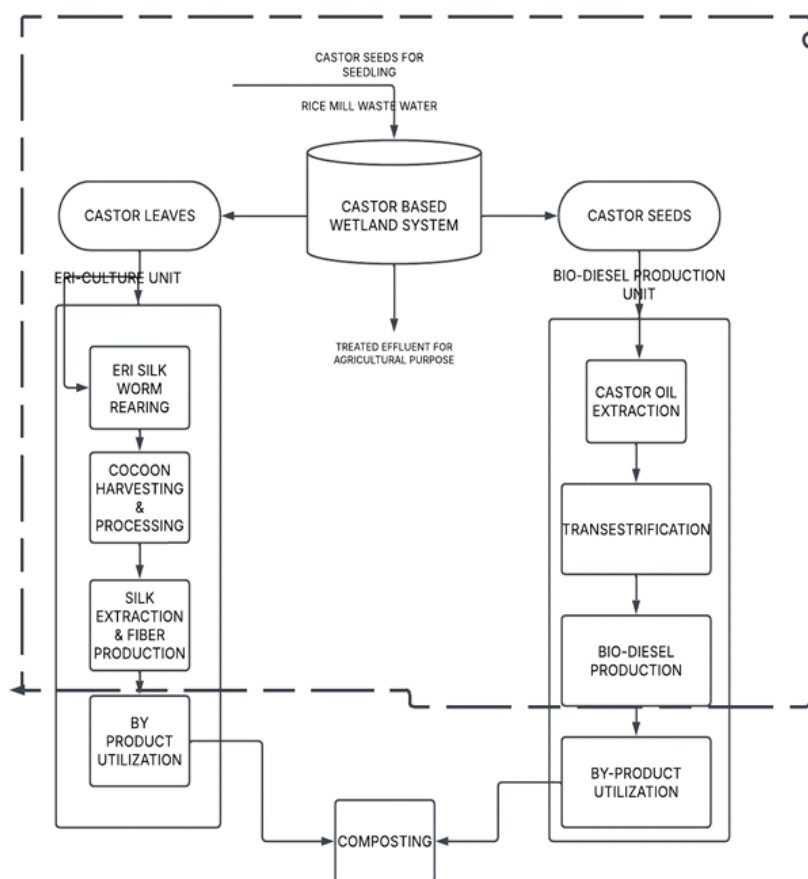 CASTOR SEEDS FOR
SEEDLING
RICE MILL WASTE WATER
CASTOR LEAVES
CASTOR BASED
WETLAND SYSTEM
CASTOR SEEDS
ERI-CULTURE UNIT
BIO-DIESEL PRODUCTION
UNIT
TREATED EFFLUENT FOR
AGRICULTURAL PURPOSE
ERI SILK
WORM
REARING
CASTOR OIL
EXTRACTION
COCOON
HARVESTING
&
PROCESSING
TRANSESTRIFICATION
SILK
EXTRACTION
& FIBER
PRODUCTION
BIO-DIESEL
PRODUCTION
BY
PRODUCT
UTILIZATION
BY-PRODUCT
UTILIZATION
COMPOSTING